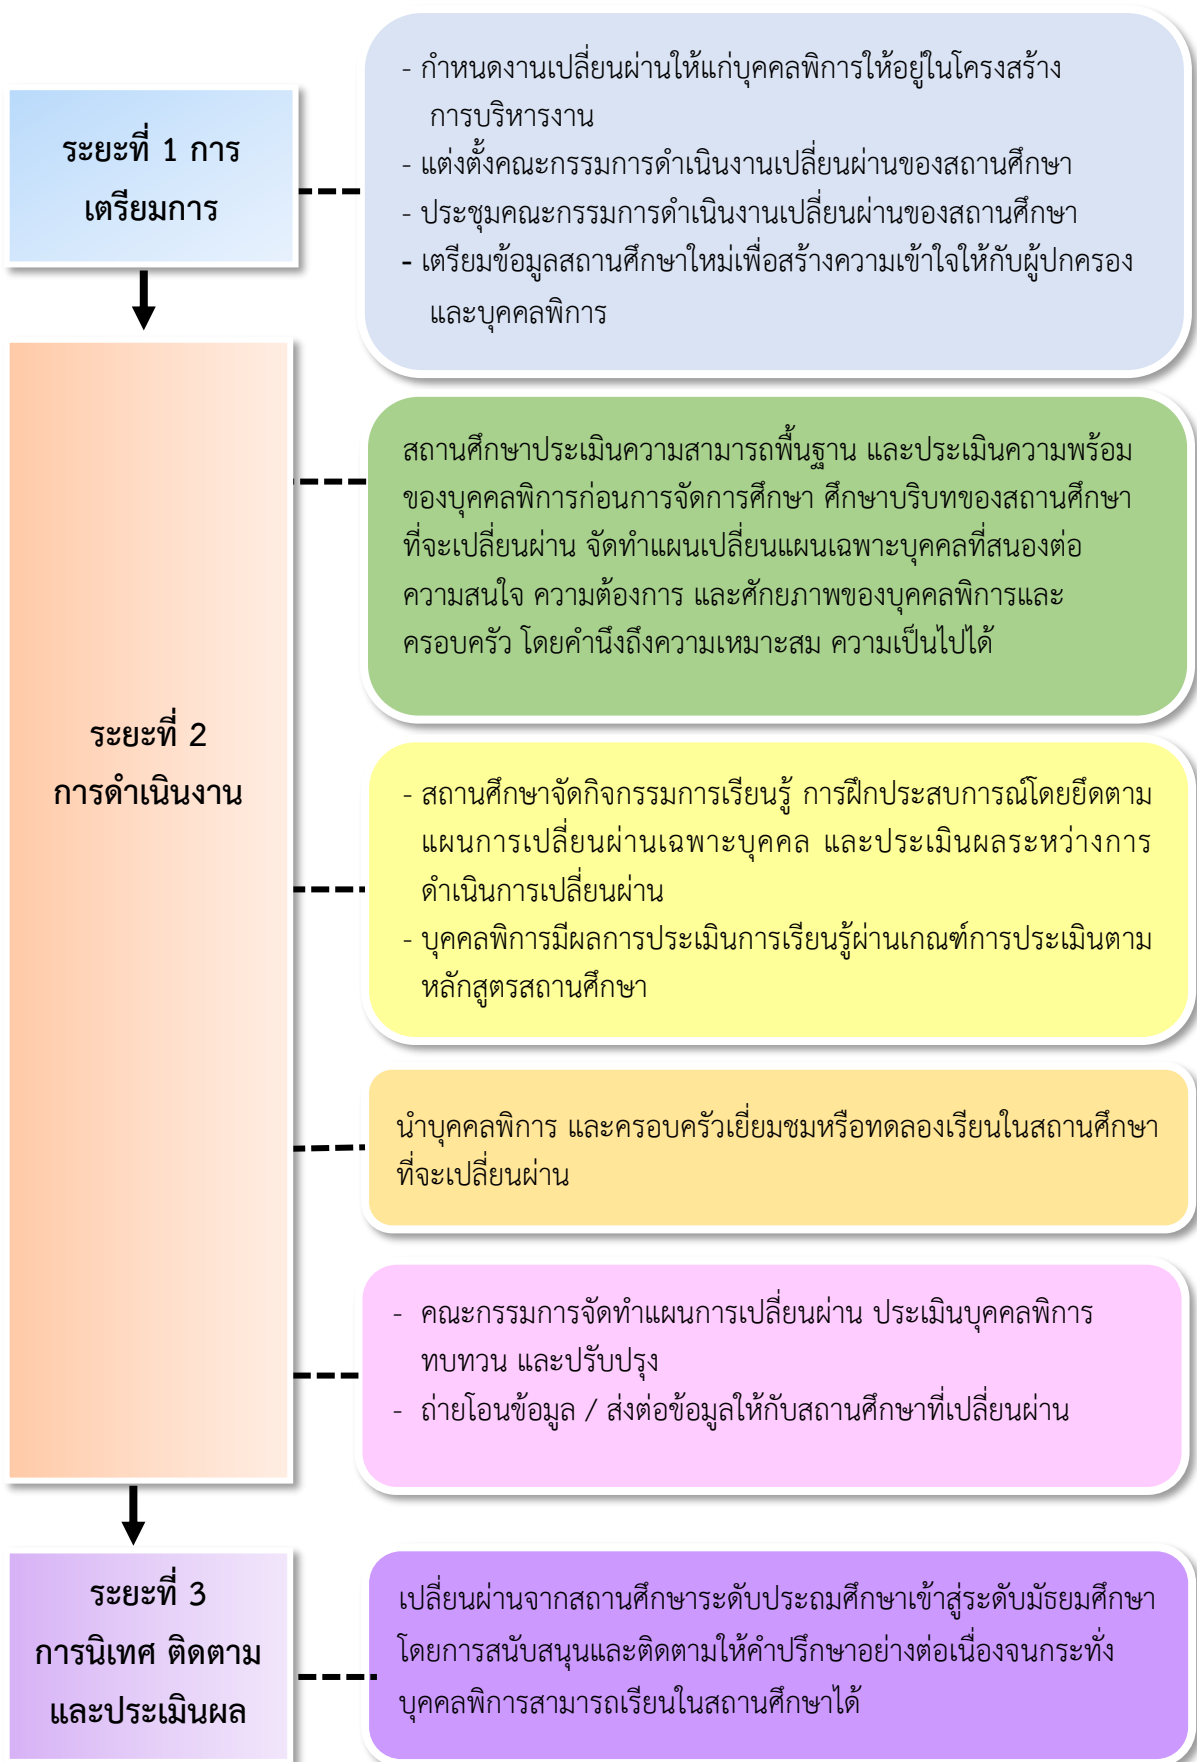 ระยะที่ 1 การ
เตรียมการ
- กำหนดงานเปลี่ยนผ่านให้แก่บุคคลพิการให้อยู่ในโครงสร้าง
การบริหารงาน
- แต่งตั้งคณะกรรมการดำเนินงานเปลี่ยนผ่านของสถานศึกษา
- ประชุมคณะกรรมการดำเนินงานเปลี่ยนผ่านของสถานศึกษา
- เตรียมข้อมูลสถานศึกษาใหม่เพื่อสร้างความเข้าใจให้กับผู้ปกครอง
และบุคคลพิการ
ระยะที่ 2
การดำเนินงาน
สถานศึกษาประเมินความสามารถพื้นฐาน และประเมินความพร้อม
ของบุคคลพิการก่อนการจัดการศึกษา ศึกษาบริบทของสถานศึกษา
ที่จะเปลี่ยนผ่าน จัดทำแผนเปลี่ยนแผนเฉพาะบุคคลที่สนองต่อ
ความสนใจ ความต้องการ และศักยภาพของบุคคลพิการและ
ครอบครัว โดยคำนึงถึงความเหมาะสม ความเป็นไปได้
- สถานศึกษาจัดกิจกรรมการเรียนรู้ การฝึกประสบการณ์โดยยึดตาม
แผนการเปลี่ยนผ่านเฉพาะบุคคล และประเมินผลระหว่างการ
ดำเนินการเปลี่ยนผ่าน
- บุคคลพิการมีผลการประเมินการเรียนรู้ผ่านเกณฑ์การประเมินตาม
หลักสูตรสถานศึกษา
นำบุคคลพิการ และครอบครัวเยี่ยมชมหรือทดลองเรียนในสถานศึกษา
ที่จะเปลี่ยนผ่าน
- คณะกรรมการจัดทำแผนการเปลี่ยนผ่าน ประเมินบุคคลพิการ
ทบทวน และปรับปรุง
- ถ่ายโอนข้อมูล / ส่งต่อข้อมูลให้กับสถานศึกษาที่เปลี่ยนผ่าน
ระยะที่ 3
การนิเทศ ติดตาม
และประเมินผล
เปลี่ยนผ่านจากสถานศึกษาระดับประถมศึกษาเข้าสู่ระดับมัธยมศึกษา
โดยการสนับสนุนและติดตามให้คำปรึกษาอย่างต่อเนื่องจนกระทั่ง
บุคคลพิการสามารถเรียนในสถานศึกษาได้